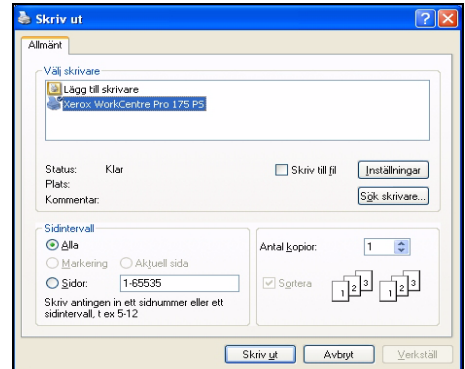 Skriv ut
Allmänt
Välj skrivare
Lägg till skrivare
Xerox WorkCentre Pro 175 PS
Status: Klar
Skriv till fil
Inställningar
Plats:
Kommentar:
Sök skrivare...
Sidintervall
Alla
Markering
Aktuell sida
Sidor:
1-65535
Skriv antingen in ett sidnummer eller ett
sidintervall, t ex 5-12
Antal kopior:
1
Sortera
1 2 3 1 2 3
Skriv ut
Avbryt
Verkställ